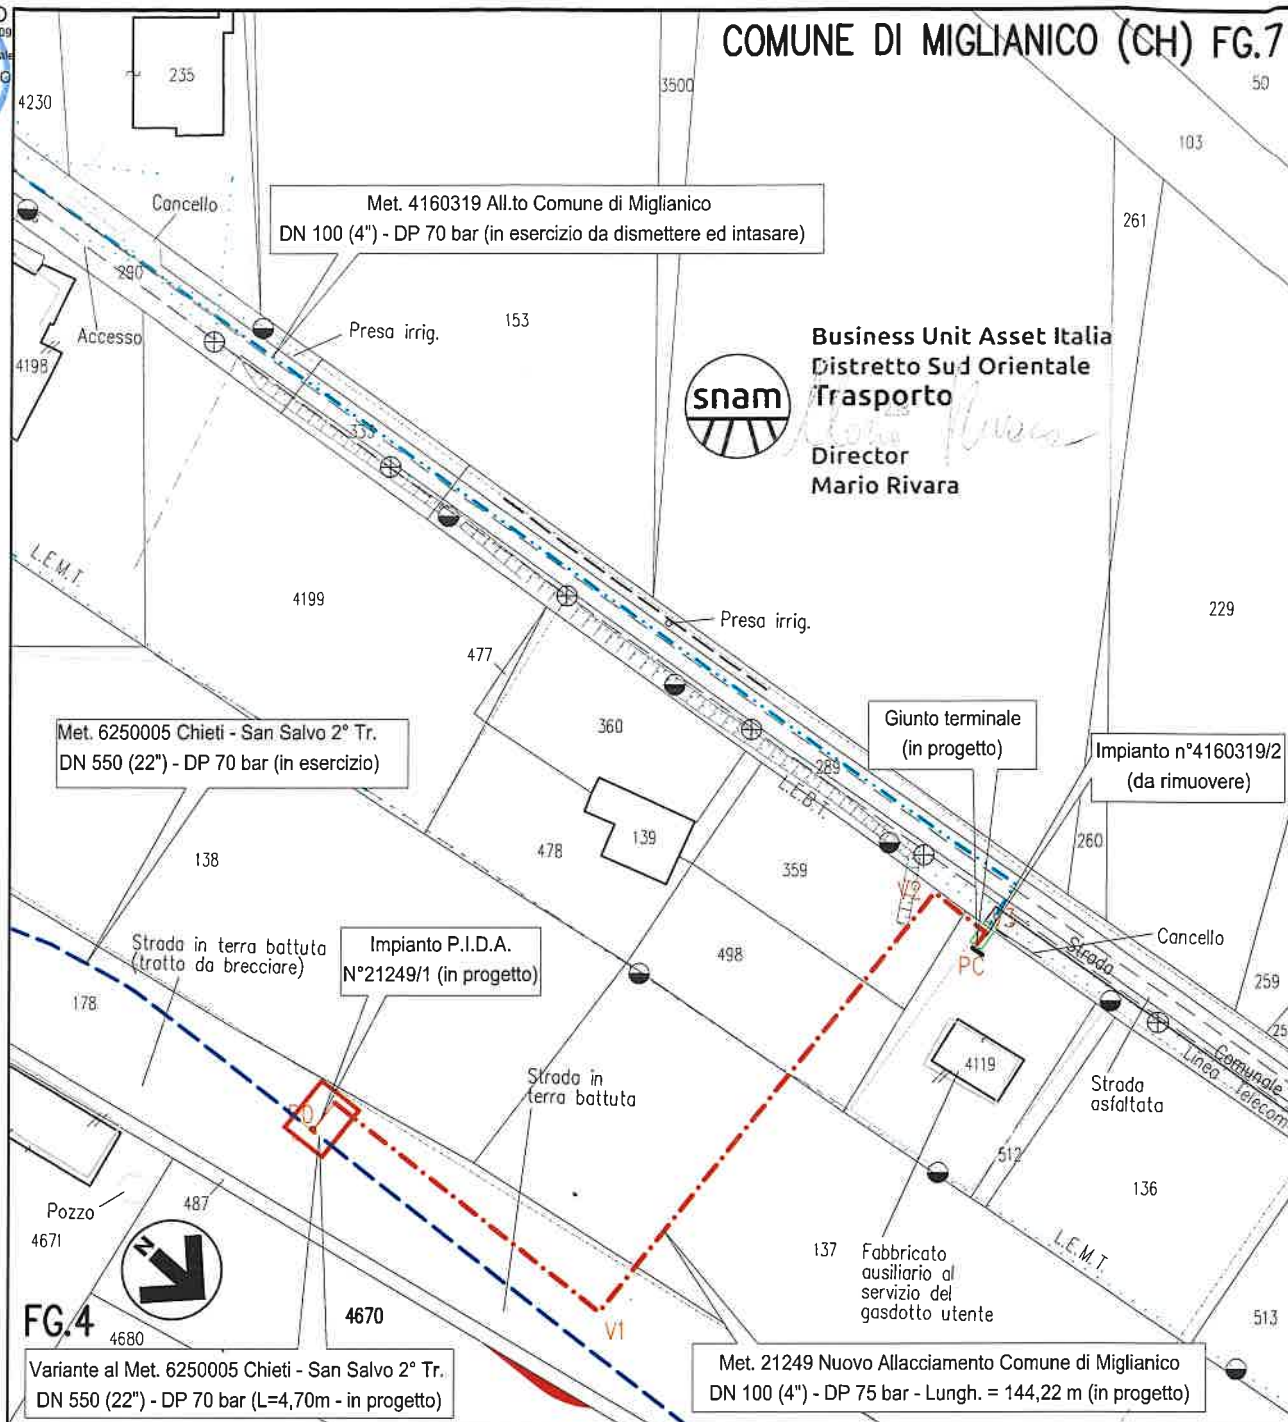 COMUNE DI MIGLIANICO (CH) FG.7
235
4230
3500
50
103
261
Cancello
Met. 4160319 All.to Comune di Miglianico
DN 100 (4") - DP 70 bar (in esercizio da dismettere ed intasare)
290
Accesso
4198
Presa irrig.
153
Business Unit Asset Italia
Distretto Sud Orientale
Trasporto
snam
Director
Mario Rivara
333
L.E.M.T.
4199
Presa irrig.
229
477
360
Met. 6250005 Chieti - San Salvo 2° Tr.
DN 550 (22") - DP 70 bar (in esercizio)
Giunto terminale
(in progetto)
Impianto n°4160319/2
(da rimuovere)
289
L.E.B.T.
139
478
138
359
260
V2
V3
Strada in terra battuta
(tratto da brecciare)
Impianto P.I.D.A.
N°21249/1 (in progetto)
498
PC
Strada
Cancello
259
178
Comunale
Linea Telecom
4119
Strada
asfaltata
Strada in
terra battuta
PD
512
136
Pozzo
487
4671
N
137
Fabbricato
ausiliario al
servizio del
gasdotto utente
L.E.M.T.
513
FG.4
4680
4670
V1
Variante al Met. 6250005 Chieti - San Salvo 2° Tr.
DN 550 (22") - DP 70 bar (L=4,70m - in progetto)
Met. 21249 Nuovo Allacciamento Comune di Miglianico
DN 100 (4") - DP 75 bar - Lungh. = 144,22 m (in progetto)